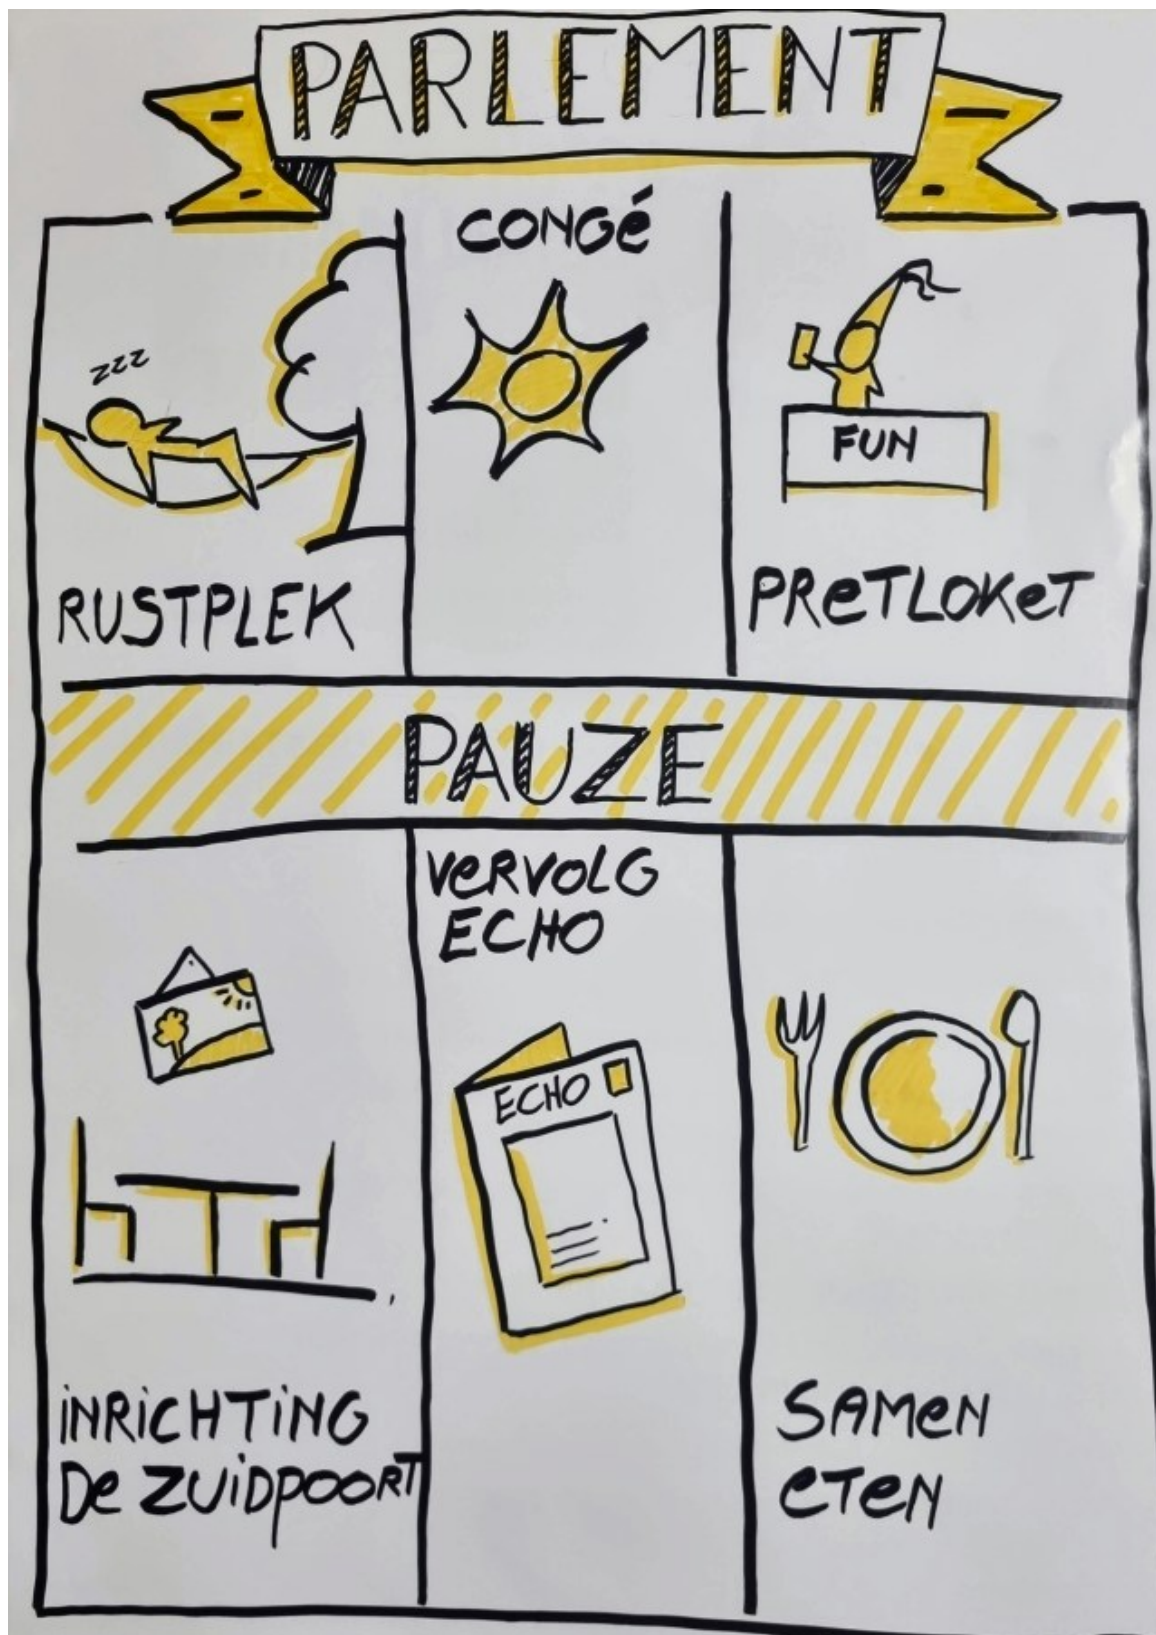 PARLEMENT
CONGé
zzz
FUN
RUSTPLEK
PReTLOKeT
PAUZE
VeRVOLG
ECHO
ECHO
iNRiCHTiNG
De ZUiDPOORT
SAMeN
eTeN